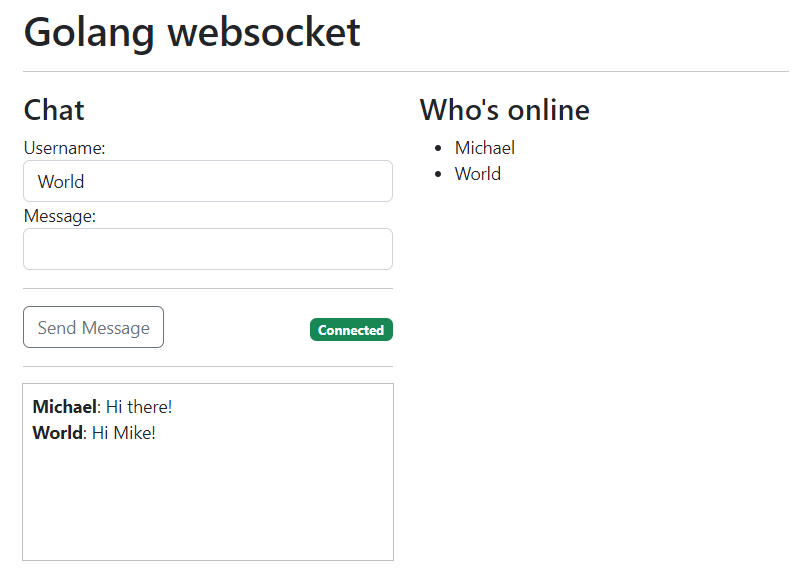 Golang websocket
Chat
Username:
World
Message:
Send Message
Connected
Michael: Hi there!
World: Hi Mike!
Who's online
Michael
World